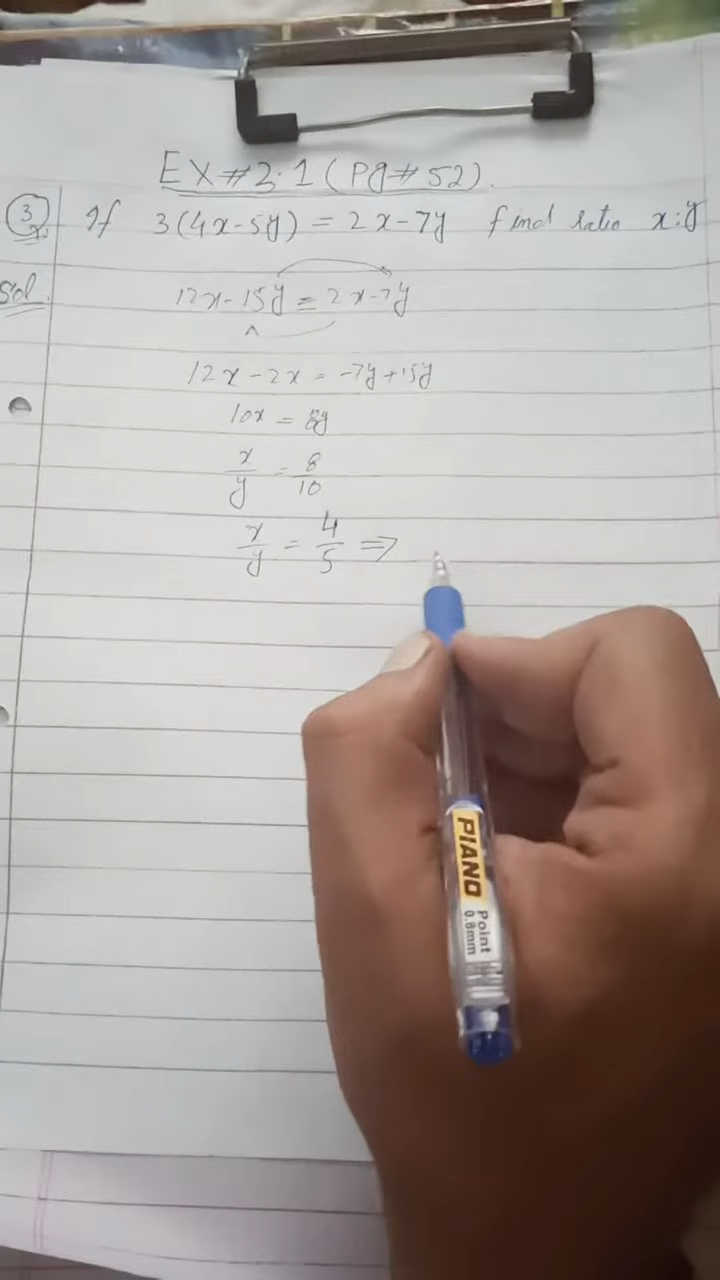 EX#3.1 (Pg#52).
3 If 3(4x-5y) = 2x-7y find ratio x:y
Sol. 12x-15y = 2x-7y
12x-2x = -7y+15y
10x = 8y
x/y = 8/10
x/y = 4/5 ⇒
PIANO
Point
0.8mm